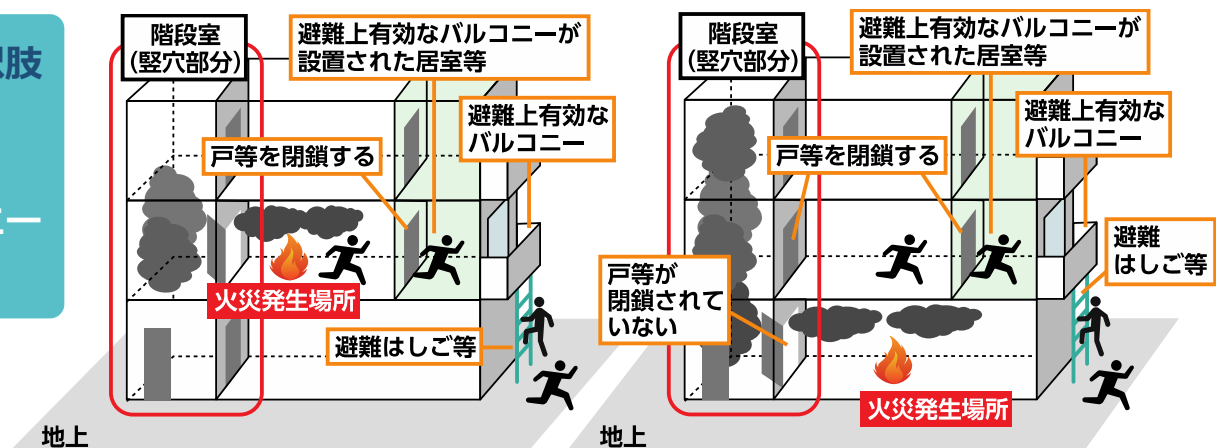 肢
ニー
階段室
(竪穴部分)
避難上有効なバルコニーが
設置された居室等
避難上有効な
バルコニー
戸等を閉鎖する
火災発生場所
避難はしご等
地上
階段室
(竪穴部分)
避難上有効なバルコニーが
設置された居室等
避難上有効な
バルコニー
戸等を閉鎖する
避難
はしご等
戸等が
閉鎖されて
いない
火災発生場所
地上